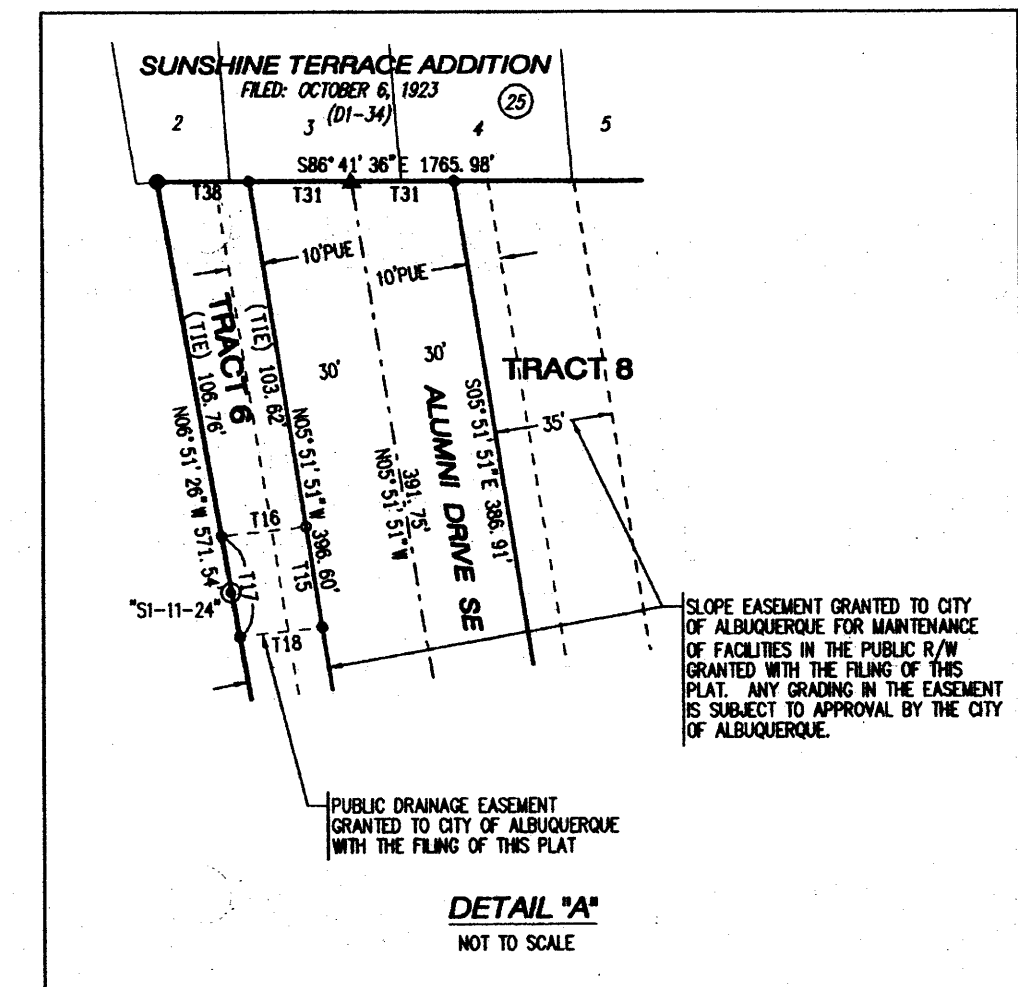 SUNSHINE TERRACE ADDITION
FILED: OCTOBER 6, 1923
(D1-34)
25
2
3
4
5
S86°41'36"E 1765.98'
T38
T31
T31
10'PUE
10'PUE
TRACT 6
(TIE) 106.76'
N06°51'26"W 571.54'
(TIE) 103.62'
N05°51'51"W 396.60'
30'
30'
391.75'
N05°51'51"W
ALUMNI DRIVE SE
S05°51'51"E 386.91'
TRACT 8
35'
T16
T15
T17
T18
"S1-11-24"
SLOPE EASEMENT GRANTED TO CITY
OF ALBUQUERQUE FOR MAINTENANCE
OF FACILITIES IN THE PUBLIC R/W
GRANTED WITH THE FILING OF THIS
PLAT. ANY GRADING IN THE EASEMENT
IS SUBJECT TO APPROVAL BY THE CITY
OF ALBUQUERQUE.
PUBLIC DRAINAGE EASEMENT
GRANTED TO CITY OF ALBUQUERQUE
WITH THE FILING OF THIS PLAT
DETAIL "A"
NOT TO SCALE